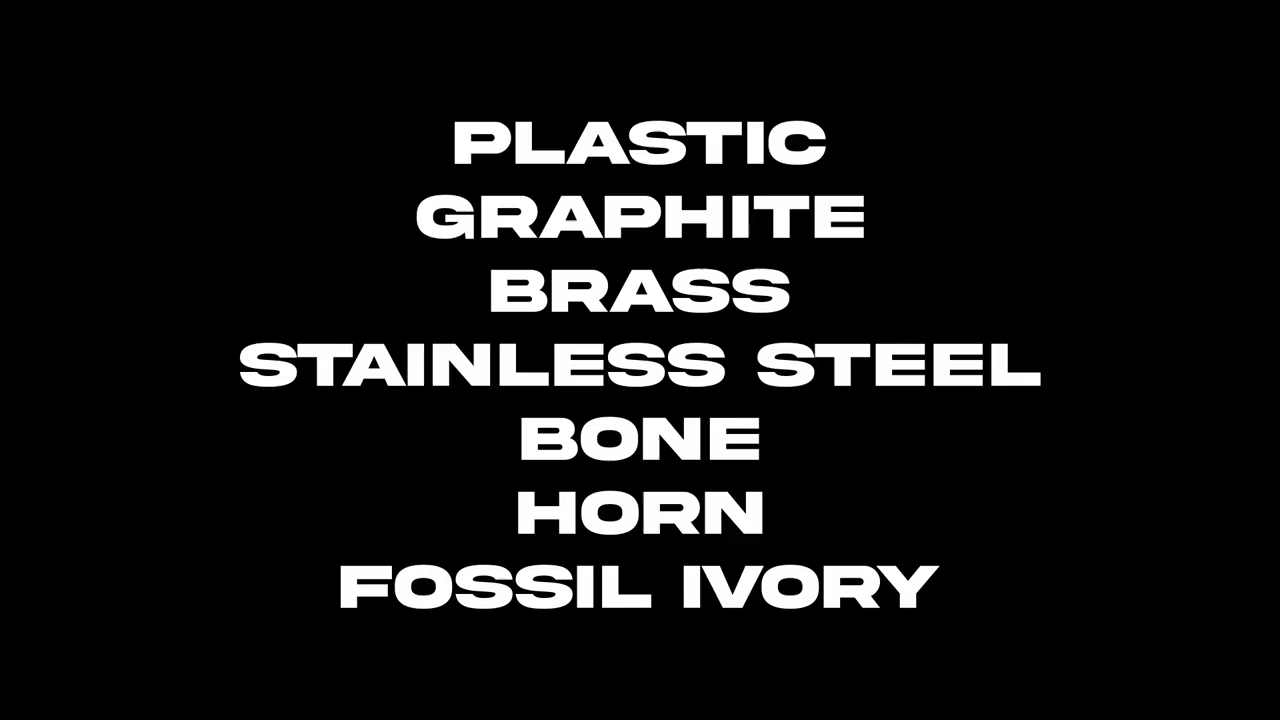 PLASTIC
GRAPHITE
BRASS
STAINLESS STEEL
BONE
HORN
FOSSIL IVORY